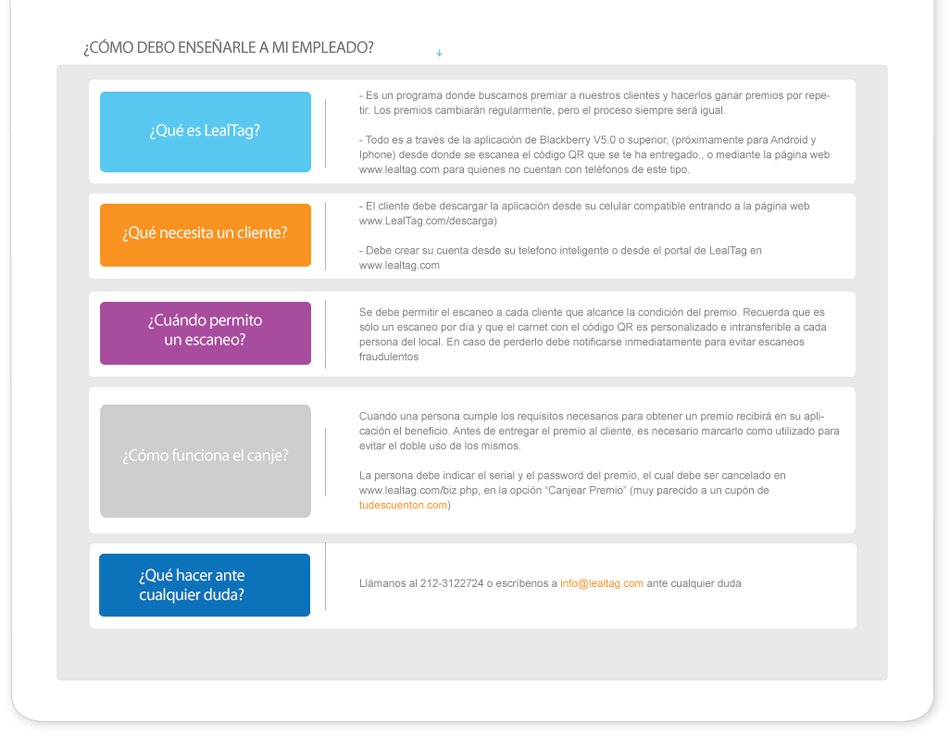 ¿CÓMO DEBO ENSEÑARLE A MI EMPLEADO?
¿Qué es LealTag?
- Es un programa donde buscamos premiar a nuestros clientes y hacerlos ganar premios por repe-
tir. Los premios cambiarán regularmente, pero el proceso siempre será igual.
- Todo es a través de la aplicación de Blackberry V5.0 o superior, (próximamente para Android y
Iphone) desde donde se escanea el código QR que se te ha entregado., o mediante la página web
www.lealtag.com para quienes no cuentan con teléfonos de este tipo.
¿Qué necesita un cliente?
- El cliente debe descargar la aplicación desde su celular compatible entrando a la página web
www.LealTag.com/descarga)
- Debe crear su cuenta desde su telefono inteligente o desde el portal de LealTag en
www.lealtag.com
¿Cuándo permito
un escaneo?
Se debe permitir el escaneo a cada cliente que alcance la condición del premio. Recuerda que es
sólo un escaneo por día y que el carnet con el código QR es personalizado e intransferible a cada
persona del local. En caso de perderlo debe notificarse inmediatamente para evitar escaneos
fraudulentos
¿Cómo funciona el canje?
Cuando una persona cumple los requisitos necesarios para obtener un premio recibirá en su apli-
cación el beneficio. Antes de entregar el premio al cliente, es necesario marcarlo como utilizado para
evitar el doble uso de los mismos.
La persona debe indicar el serial y el password del premio, el cual debe ser cancelado en
www.lealtag.com/biz.php, en la opción “Canjear Premio” (muy parecido a un cupón de
tudescuenton.com)
¿Qué hacer ante
cualquier duda?
Llámanos al 212-3122724 o escríbenos a info@lealtag.com ante cualquier duda